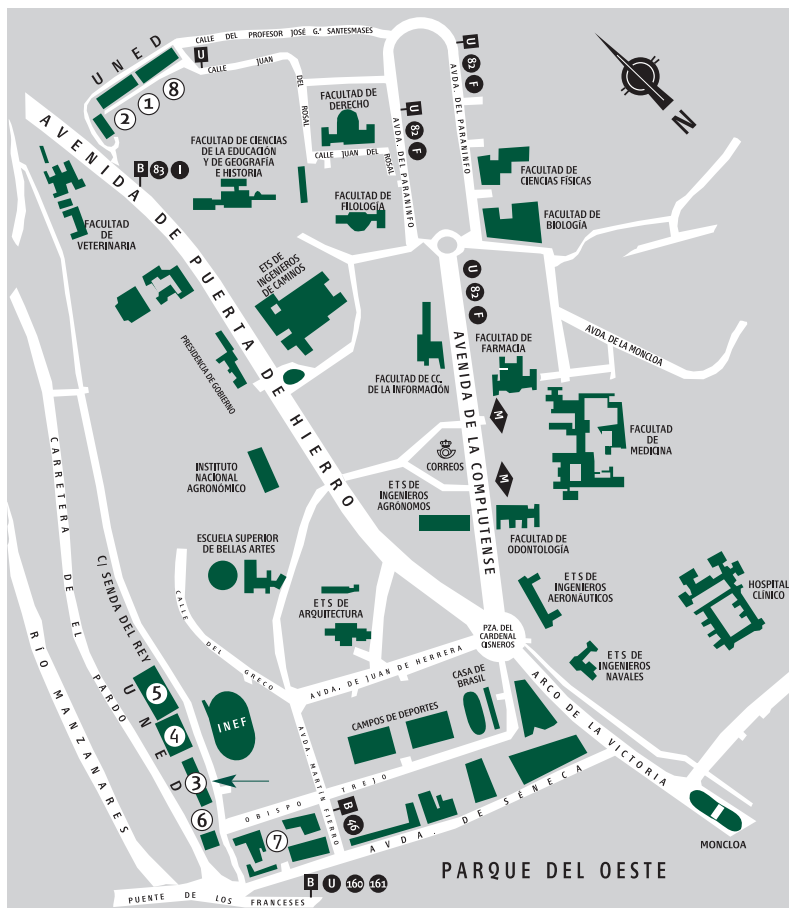 CALLE DEL PROFESOR JOSÉ G.ª SANTESMASES
UNED
U
CALLE JUAN DEL ROSAL
8
1
2
U
82
F
AVDA. DEL PARANINFO
U
82
F
AVDA. DEL PARANINFO
N
FACULTAD DE
DERECHO
CALLE JUAN DEL ROSAL
FACULTAD DE CIENCIAS
DE LA EDUCACIÓN
Y DE GEOGRAFÍA
E HISTORIA
B 83 I
AVENIDA DE PUERTA DE HIERRO
FACULTAD
DE
VETERINARIA
FACULTAD DE
FILOLOGÍA
FACULTAD DE
CIENCIAS FÍSICAS
FACULTAD DE
BIOLOGÍA
ETS DE
INGENIEROS
DE CAMINOS
U
82
F
AVENIDA DE LA COMPLUTENSE
PRESIDENCIA DE GOBIERNO
FACULTAD DE CC.
DE LA INFORMACIÓN
FACULTAD DE
FARMACÍA
AVDA. DE LA MONCLOA
M
FACULTAD
DE
MEDICINA
CORREOS
M
INSTITUTO
NACIONAL
AGRONÓMICO
ETS DE
INGENIEROS
AGRÓNOMOS
FACULTAD DE
ODONTOLOGÍA
ESCUELA SUPERIOR
DE BELLAS ARTES
CARRETERA DE EL PARDO
C/ SENDA DEL REY
CALLE DEL GRECO
ETS DE
ARQUITECTURA
ETS DE
INGENIEROS
AERONÁUTICOS
HOSPITAL
CLÍNICO
PZA. DEL
CARDENAL
CISNEROS
ETS DE
INGENIEROS
NAVALES
RÍO MANZANARES
UNED
5
4
3
6
INEF
AVDA. DE JUAN DE HERRERA
CASA DE
BRASIL
CAMPOS DE DEPORTES
ARCO DE LA VICTORIA
AVDA. MARTÍN FIERRO
OBISPO TREJO
B
46
7
AVDA. DE SÉNECA
MONCLOA
PARQUE DEL OESTE
PUENTE DE LOS FRANCESES
B U 160 161